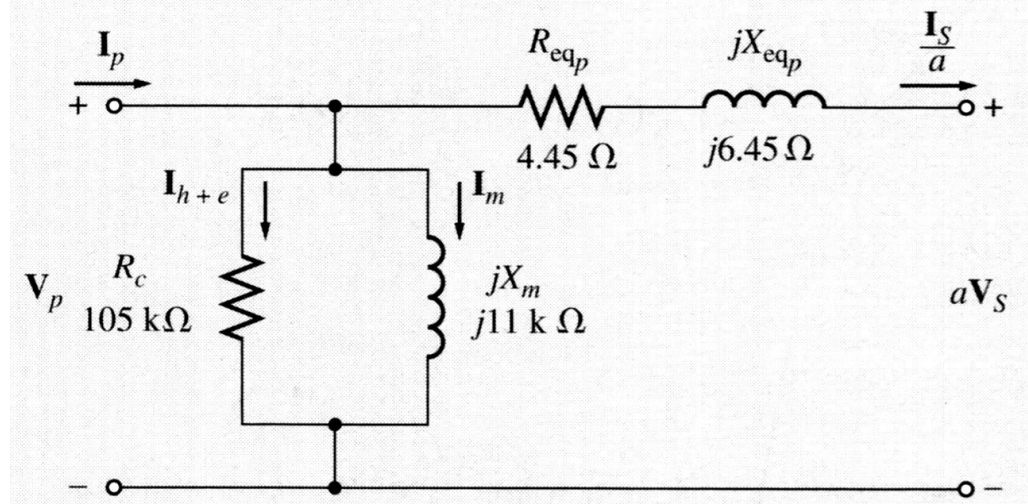 I_p
R_eq_p
jX_eq_p
I_S/a
+
+
4.45 Ω
j6.45 Ω
I_h + e
I_m
V_p
R_c
105 kΩ
jX_m
j11 k Ω
aV_S
−
−